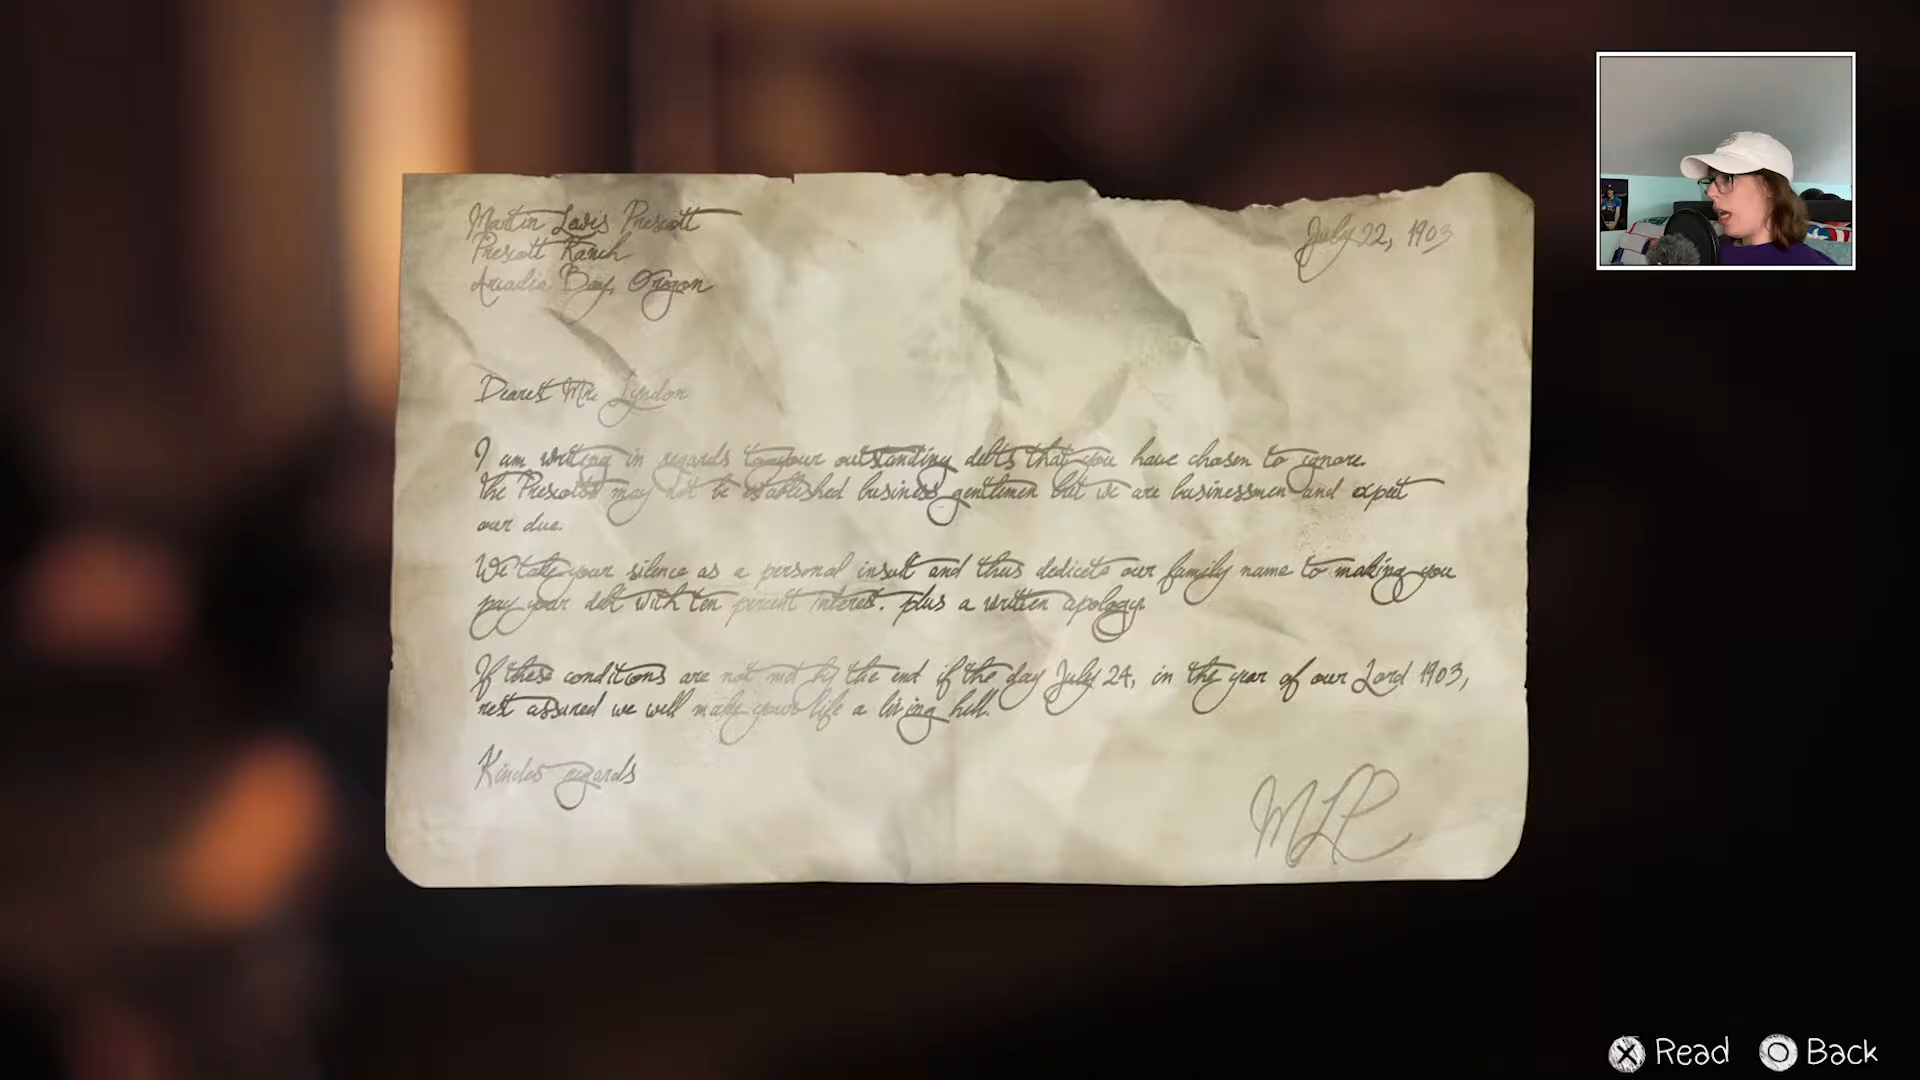 Martin Lewis Prescott
July 22, 1903
Prescott Ranch
Arcadia Bay, Oregon
Dearest Mr. Lyndon
I am writing in regards to your outstanding debts that you have chosen to ignore.
The Prescotts may not be established business gentlemen but we are businessmen and expect
our due.
We take your silence as a personal insult and thus dedicate our family name to making you
pay your debt with ten percent interest. plus a written apology.
If these conditions are not met by the end if the day July 24, in the year of our Lord 1903,
rest assured we will make your life a living hell.
Kindes regards
MLP
Read
Back